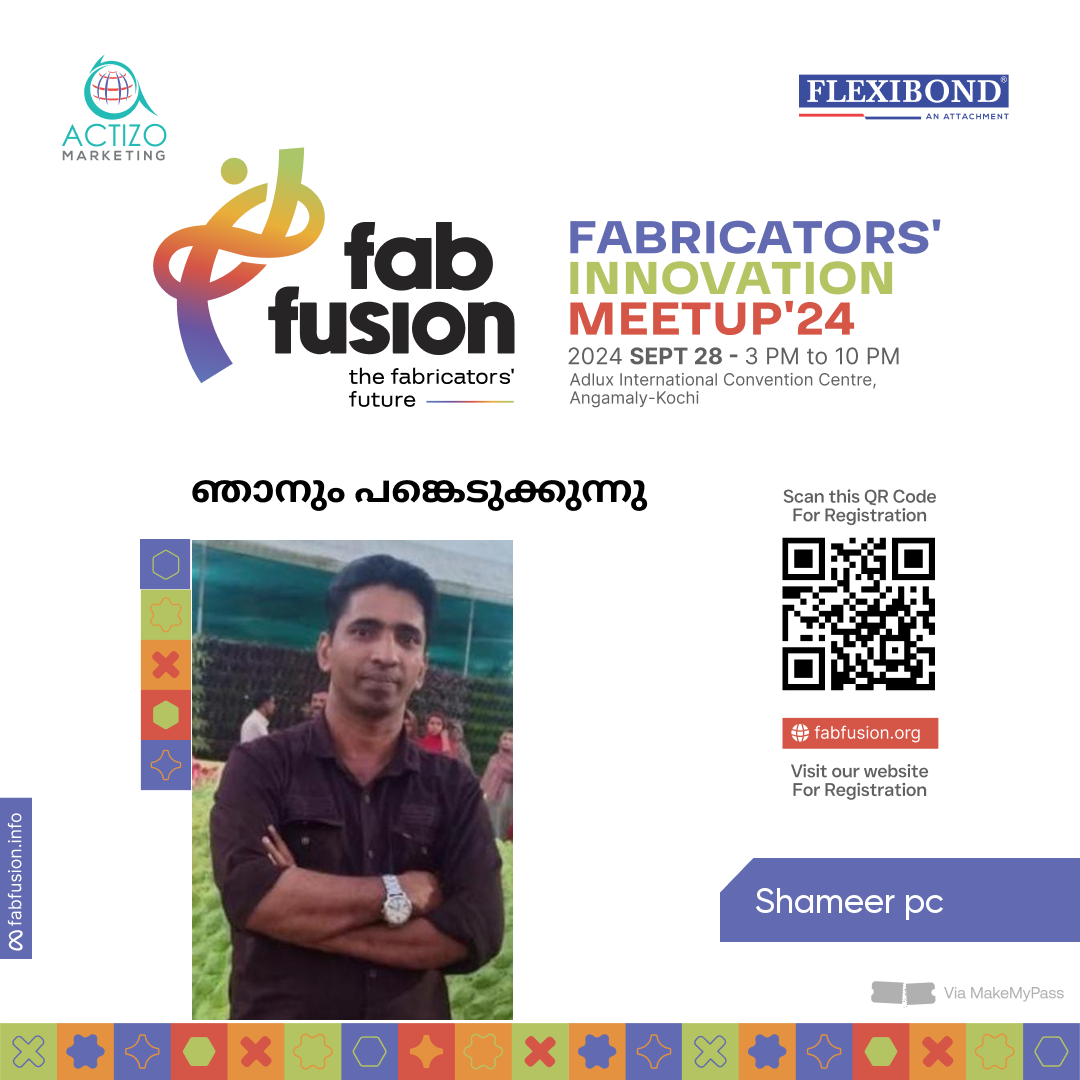 ACTIZO
MARKETING
FLEXIBOND®
AN ATTACHMENT
fab
fusion
the fabricators'
future
FABRICATORS'
INNOVATION
MEETUP'24
2024 SEPT 28 - 3 PM to 10 PM
Adlux International Convention Centre,
Angamaly-Kochi
ഞാനും പങ്കെടുക്കുന്നു
Scan this QR Code
For Registration
fabfusion.org
Visit our website
For Registration
fabfusion.info
Shameer pc
Via MakeMyPass